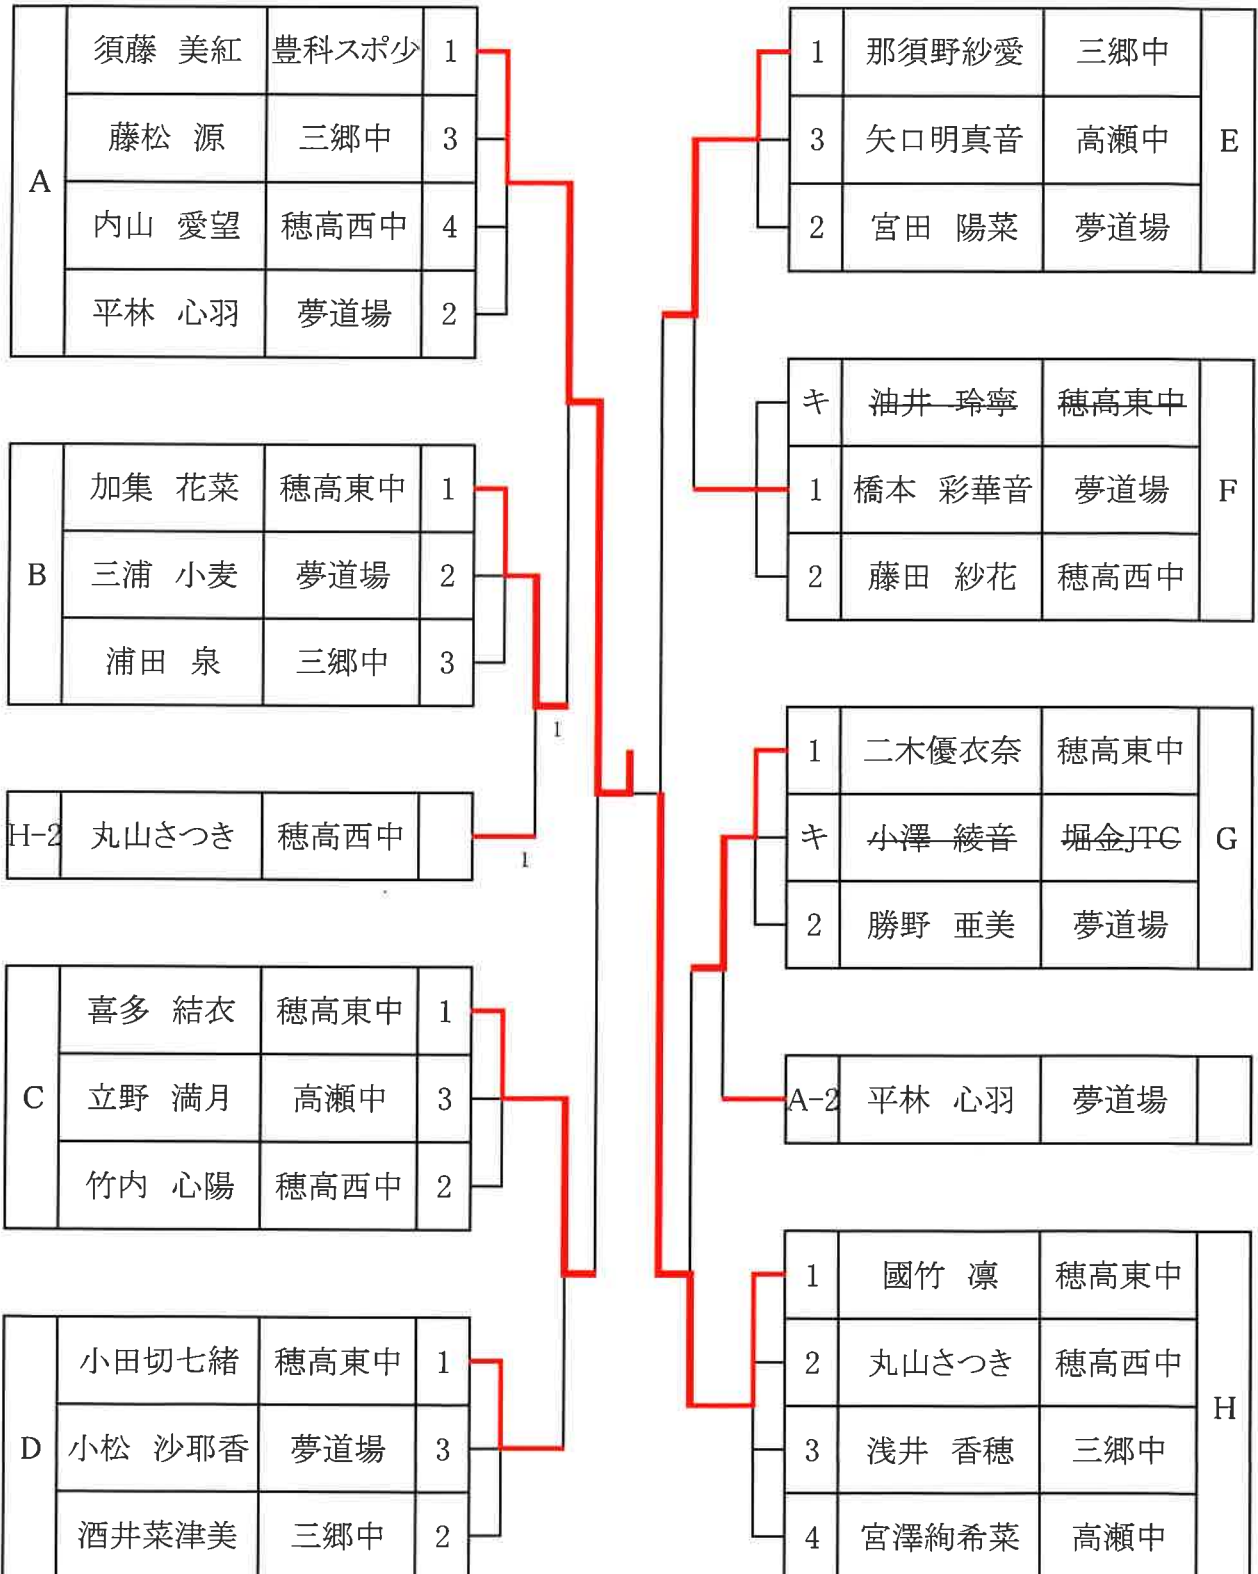 A
須藤 美紅 豊科スポ少 1
藤松 源 三郷中 3
内山 愛望 穂高西中 4
平林 心羽 夢道場 2
B
加集 花菜 穂高東中 1
三浦 小麦 夢道場 2
浦田 泉 三郷中 3
1
H-2 丸山さつき 穂高西中
1
C
喜多 結衣 穂高東中 1
立野 満月 高瀬中 3
竹内 心陽 穂高西中 2
D
小田切七緒 穂高東中 1
小松 沙耶香 夢道場 3
酒井菜津美 三郷中 2
1 那須野紗愛 三郷中
3 矢口明真音 高瀬中
2 宮田 陽菜 夢道場
E
キ 油井 玲寧 穂高東中
1 橋本 彩華音 夢道場
2 藤田 紗花 穂高西中
F
1 二木優衣奈 穂高東中
キ 小澤 綾音 堀金JTC
2 勝野 亜美 夢道場
G
A-2 平林 心羽 夢道場
1 國竹 凛 穂高東中
2 丸山さつき 穂高西中
3 浅井 香穂 三郷中
4 宮澤絢希菜 高瀬中
H